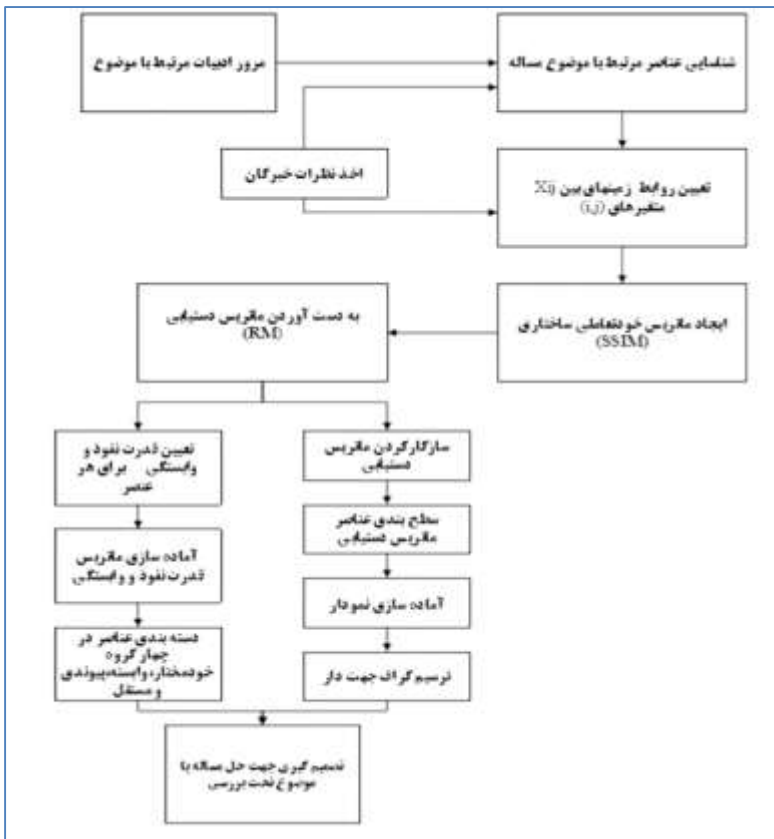 مرور ادبیات مرتبط با موضوع
شناسایی عناصر مرتبط با موضوع مساله
اخذ نظرات خبرگان
تعیین روابط زمینهای بین Xij
متغیرهای (i,j)
ایجاد ماتریس خودتعاملی ساختاری
(SSIM)
به دست آوردن ماتریس دستیابی
(RM)
سازگارکردن ماتریس
دستیابی
سطح بندی عناصر
ماتریس دستیابی
آماده سازی نمودار
ترسیم گراف جهت دار
تعیین قدرت نفوذ و
وابستگی برای هر
عنصر
آماده سازی ماتریس
قدرت نفوذ و وابستگی
دسته بندی عناصر در
چهارگروه
خودمختار،وابسته،پیوندی
و مستقل
تصمیم گیری جهت حل مساله یا
موضوع تحت بررسی